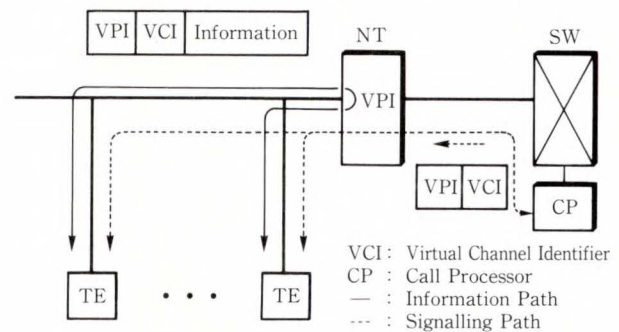 VPI VCI Information
NT
SW
VPI
VPI VCI
CP
TE
• • •
TE
VCI : Virtual Channel Identifier
CP : Call Processor
— : Information Path
--- : Signalling Path